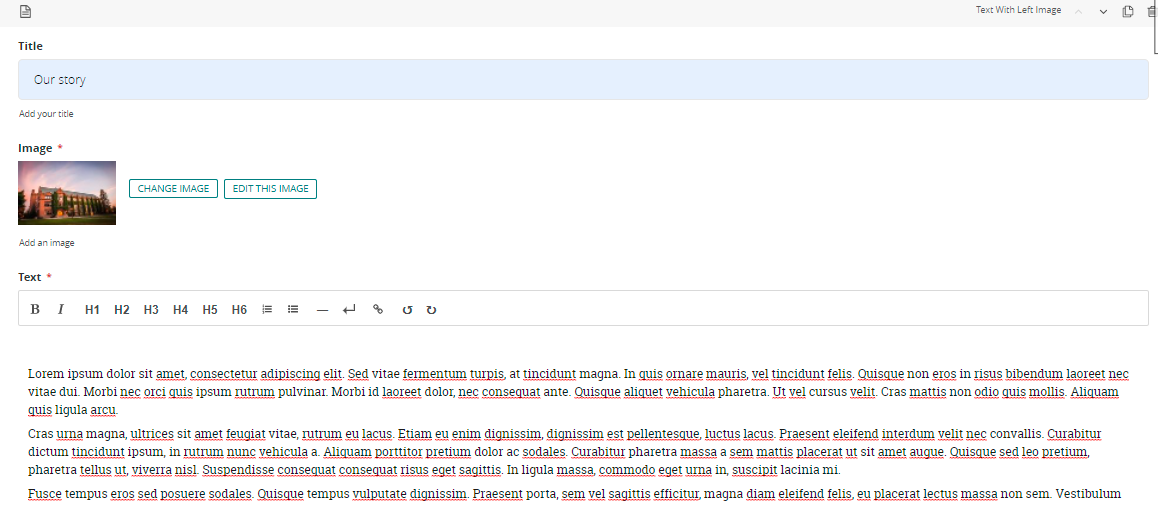 Text With Left Image
Title
Our story
Add your title
Image *
CHANGE IMAGE
EDIT THIS IMAGE
Add an image
Text *
B I H1 H2 H3 H4 H5 H6
Lorem ipsum dolor sit amet, consectetur adipiscing elit. Sed vitae fermentum turpis, at tincidunt magna. In quis ornare mauris, vel tincidunt felis. Quisque non eros in risus bibendum laoreet nec
vitae dui. Morbi nec orci quis ipsum rutrum pulvinar. Morbi id laoreet dolor, nec consequat ante. Quisque aliquet vehicula pharetra. Ut vel cursus velit. Cras mattis non odio quis mollis. Aliquam
quis ligula arcu.
Cras urna magna, ultrices sit amet feugiat vitae, rutrum eu lacus. Etiam eu enim dignissim, dignissim est pellentesque, luctus lacus. Praesent eleifend interdum velit nec convallis. Curabitur
dictum tincidunt ipsum, in rutrum nunc vehicula a. Aliquam porttitor pretium dolor ac sodales. Curabitur pharetra massa a sem mattis placerat ut sit amet augue. Quisque sed leo pretium,
pharetra tellus ut, viverra nisl. Suspendisse consequat consequat risus eget sagittis. In ligula massa, commodo eget urna in, suscipit lacinia mi.
Fusce tempus eros sed posuere sodales. Quisque tempus vulputate dignissim. Praesent porta, sem vel sagittis efficitur, magna diam eleifend felis, eu placerat lectus massa non sem. Vestibulum